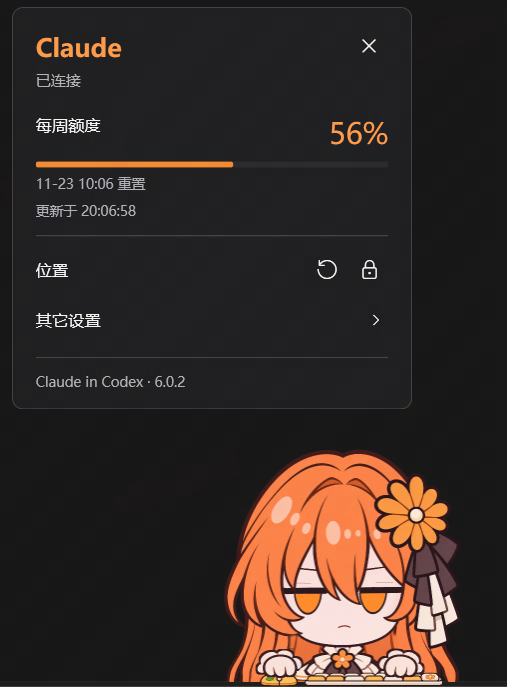 Claude
已连接
每周额度
56%
11-23 10:06 重置
更新于 20:06:58
位置
其它设置
Claude in Codex · 6.0.2